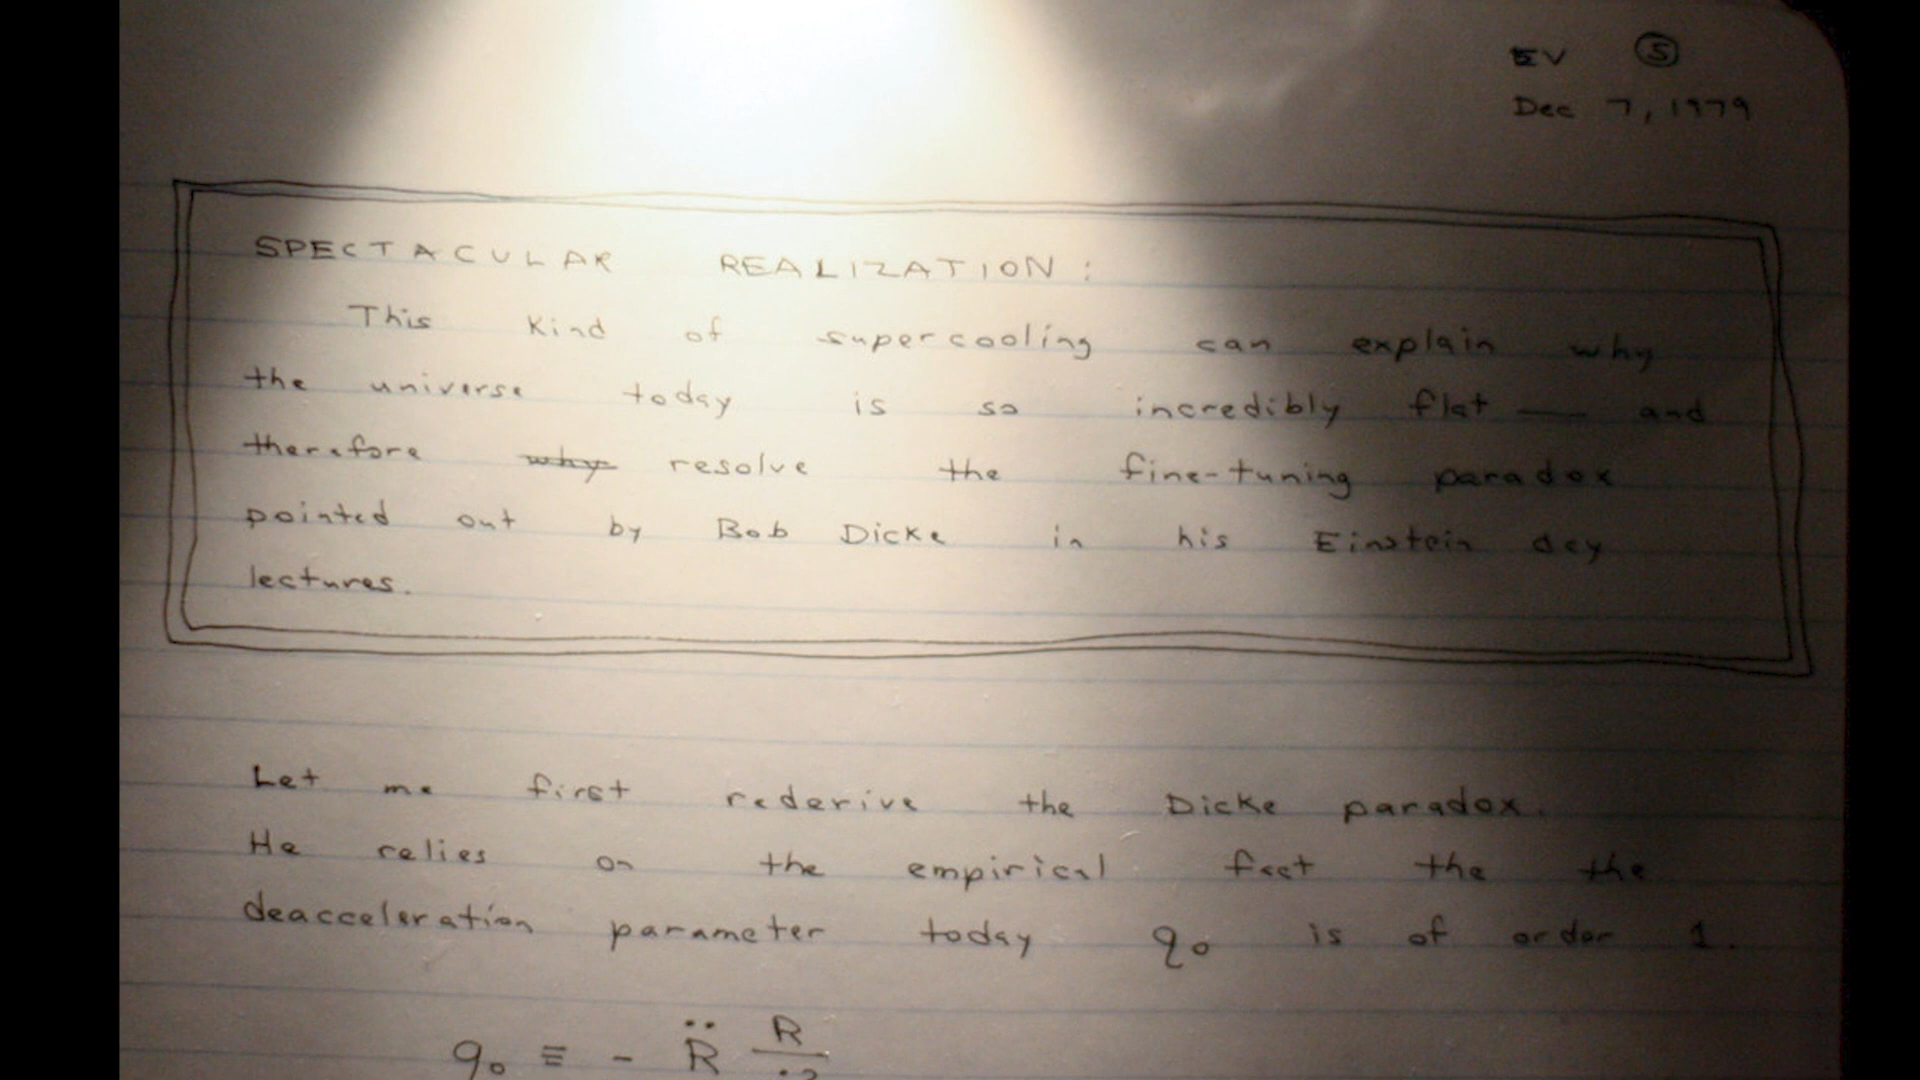 EV ⑤
Dec 7, 1979
SPECTACULAR REALIZATION:
This kind of supercooling can explain why
the universe today is so incredibly flat — and
therefore why resolve the fine-tuning paradox
pointed out by Bob Dicke in his Einstein day
lectures.
Let me first rederive the Dicke paradox.
He relies on the empirical fact the the
deacceleration parameter today q₀ is of order 1.
q₀ ≡ - R̈ R